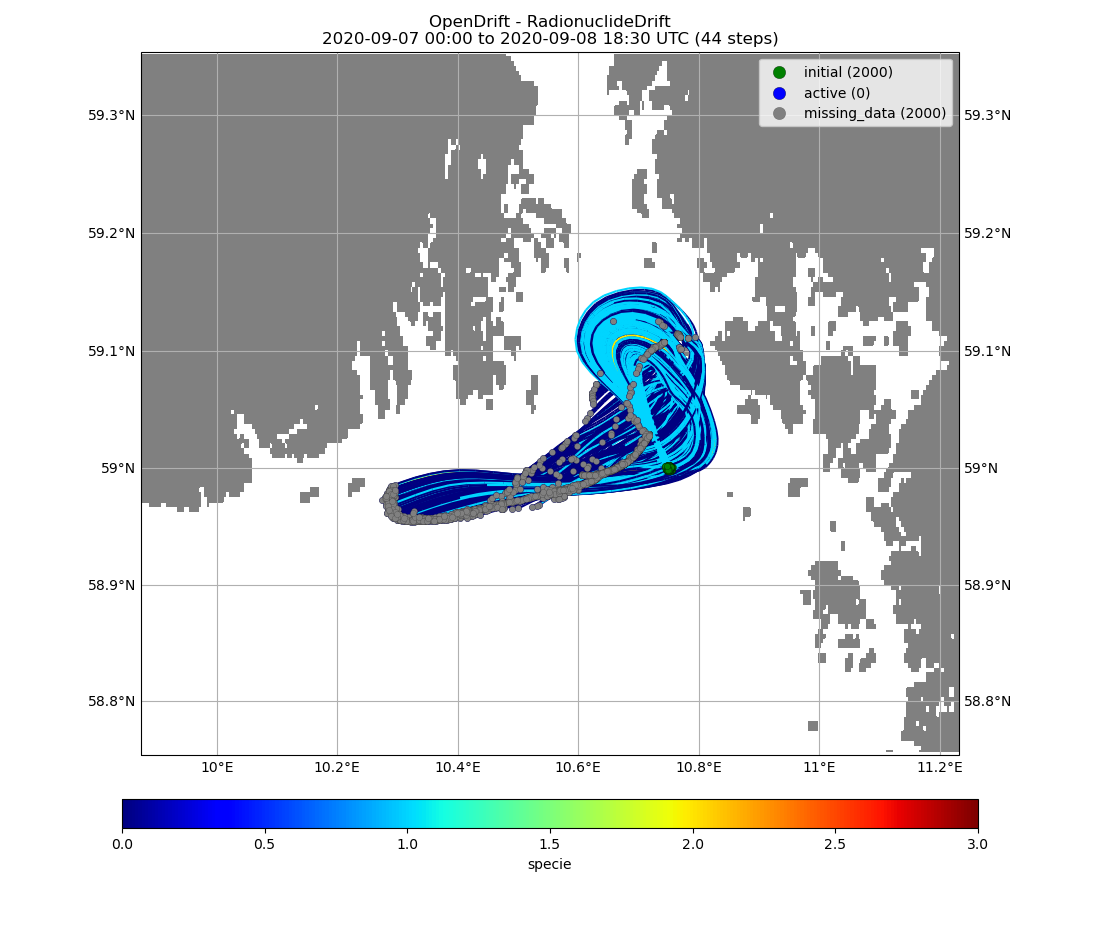 OpenDrift - RadionuclideDrift
2020-09-07 00:00 to 2020-09-08 18:30 UTC (44 steps)
initial (2000)
active (0)
missing_data (2000)
59.3°N 59.3°N
59.2°N 59.2°N
59.1°N 59.1°N
59°N 59°N
58.9°N 58.9°N
58.8°N 58.8°N
10°E 10.2°E 10.4°E 10.6°E 10.8°E 11°E 11.2°E
0.0 0.5 1.0 1.5 2.0 2.5 3.0
specie